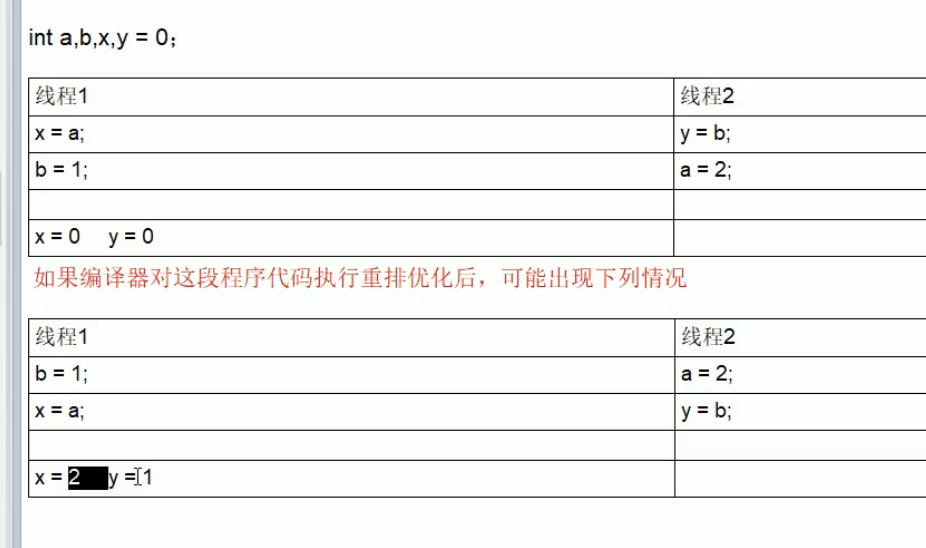 int a,b,x,y = 0;
线程1 线程2
x = a; y = b;
b = 1; a = 2;
x = 0 y = 0
如果编译器对这段程序代码执行重排优化后，可能出现下列情况
线程1 线程2
b = 1; a = 2;
x = a; y = b;
x = 2 y = 1